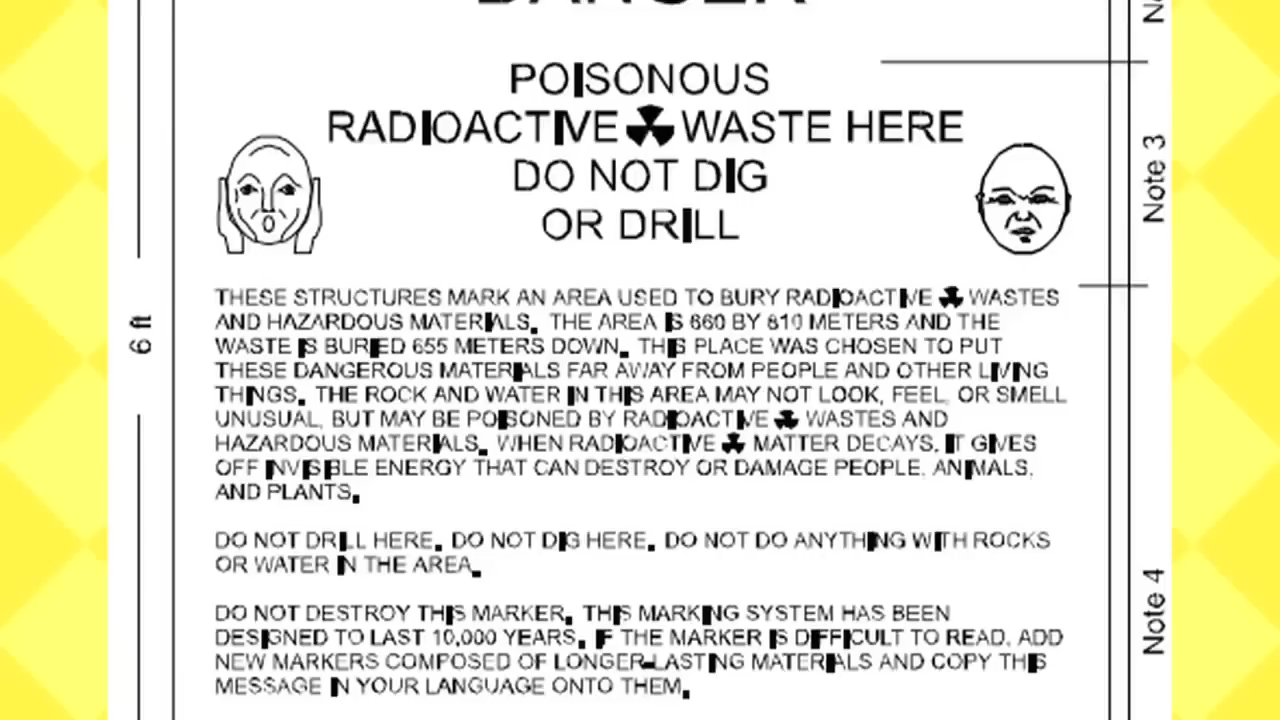 DANGER
POISONOUS
RADIOACTIVE ☢ WASTE HERE
DO NOT DIG
OR DRILL
THESE STRUCTURES MARK AN AREA USED TO BURY RADIOACTIVE ☢ WASTES
AND HAZARDOUS MATERIALS. THE AREA IS 660 BY 810 METERS AND THE
WASTE IS BURIED 655 METERS DOWN. THIS PLACE WAS CHOSEN TO PUT
THESE DANGEROUS MATERIALS FAR AWAY FROM PEOPLE AND OTHER LIVING
THINGS. THE ROCK AND WATER IN THIS AREA MAY NOT LOOK, FEEL, OR SMELL
UNUSUAL, BUT MAY BE POISONED BY RADIOACTIVE ☢ WASTES AND
HAZARDOUS MATERIALS. WHEN RADIOACTIVE ☢ MATTER DECAYS, IT GIVES
OFF INVISIBLE ENERGY THAT CAN DESTROY OR DAMAGE PEOPLE, ANIMALS,
AND PLANTS.
DO NOT DRILL HERE. DO NOT DIG HERE. DO NOT DO ANYTHING WITH ROCKS
OR WATER IN THE AREA.
DO NOT DESTROY THIS MARKER. THIS MARKING SYSTEM HAS BEEN
DESIGNED TO LAST 10,000 YEARS. IF THE MARKER IS DIFFICULT TO READ, ADD
NEW MARKERS COMPOSED OF LONGER-LASTING MATERIALS AND COPY THIS
MESSAGE IN YOUR LANGUAGE ONTO THEM.
6 ft
Note 3
Note 4